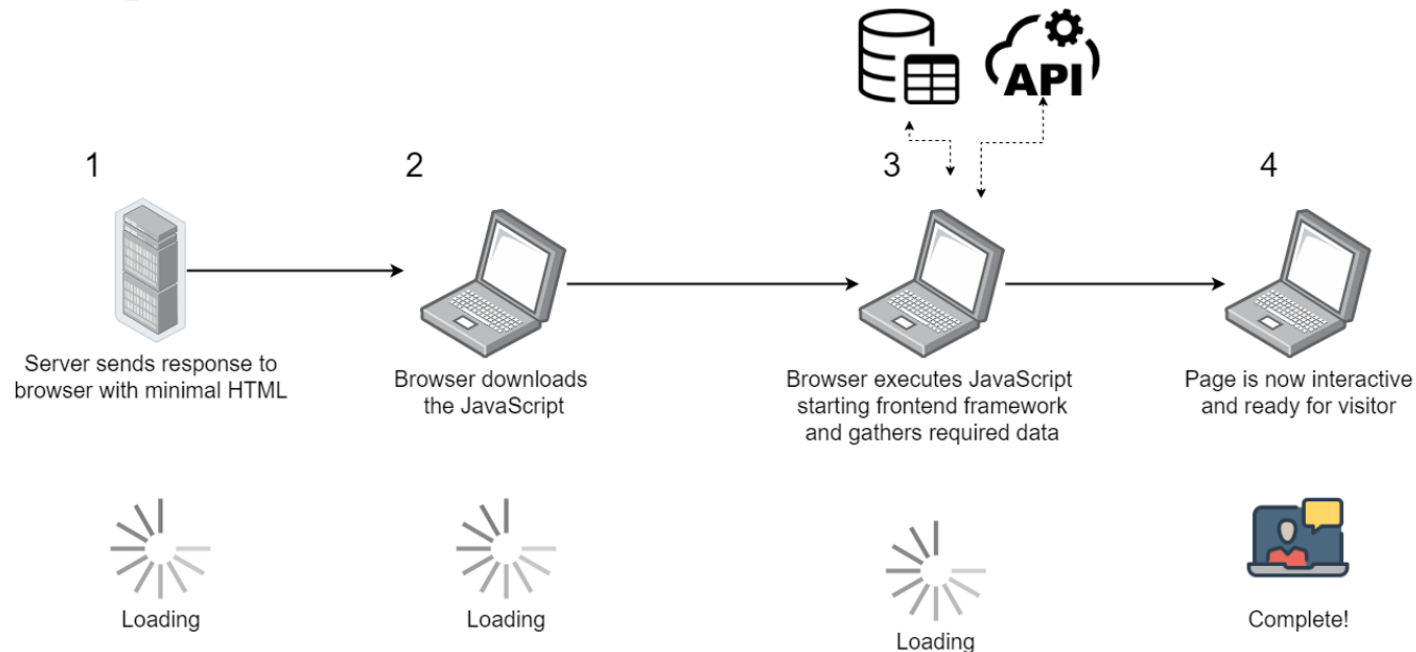 API
1
2
3
4
Server sends response to
browser with minimal HTML
Browser downloads
the JavaScript
Browser executes JavaScript
starting frontend framework
and gathers required data
Page is now interactive
and ready for visitor
Loading
Loading
Loading
Complete!